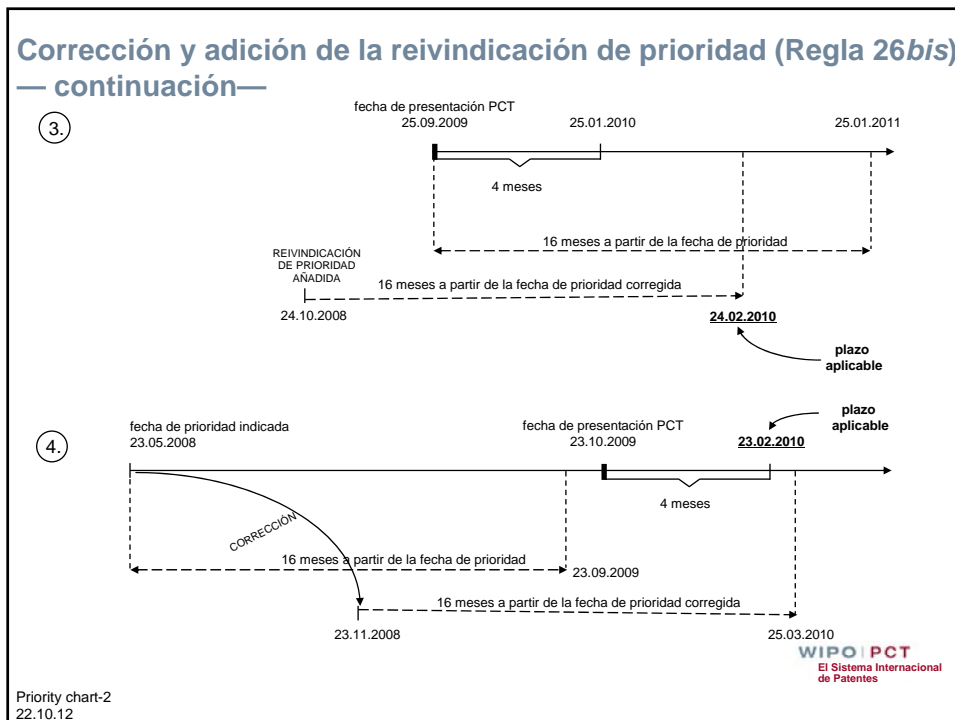 Corrección y adición de la reivindicación de prioridad (Regla 26bis)
— continuación—
3.
fecha de presentación PCT
25.09.2009
25.01.2010
25.01.2011
4 meses
16 meses a partir de la fecha de prioridad
REIVINDICACIÓN
DE PRIORIDAD
AÑADIDA
16 meses a partir de la fecha de prioridad corregida
24.10.2008
24.02.2010
plazo
aplicable
4.
fecha de prioridad indicada
23.05.2008
fecha de presentación PCT
23.10.2009
23.02.2010
plazo
aplicable
4 meses
CORRECCIÓN
16 meses a partir de la fecha de prioridad
23.09.2009
16 meses a partir de la fecha de prioridad corregida
23.11.2008
25.03.2010
WIPO|PCT
El Sistema Internacional
de Patentes
Priority chart-2
22.10.12